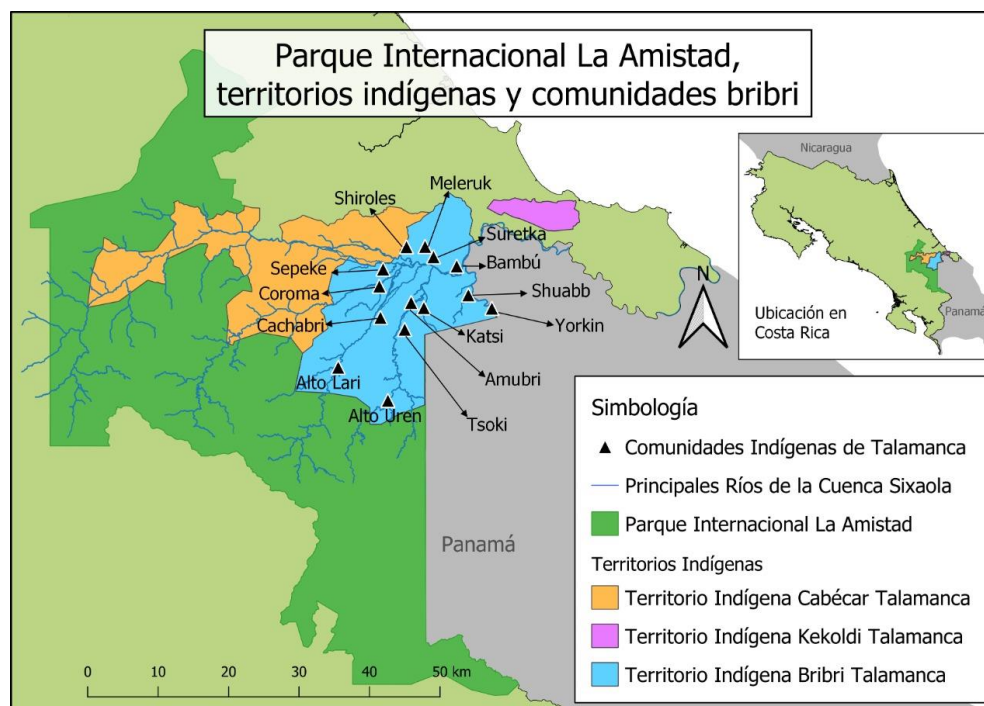 Parque Internacional La Amistad,
territorios indígenas y comunidades bribri
Nicaragua
Panamá
Ubicación en
Costa Rica
Shiroles
Meleruk
Suretka
Sepeke
Bambú
Coroma
Shuabb
Cachabri
Katsi
Yorkin
Amubri
Alto Lari
Alto Uren
Tsoki
N
Panamá
0 10 20 30 40 50 km
Simbología
Comunidades Indígenas de Talamanca
Principales Ríos de la Cuenca Sixaola
Parque Internacional La Amistad
Territorios Indígenas
Territorio Indígena Cabécar Talamanca
Territorio Indígena Kekoldi Talamanca
Territorio Indígena Bribri Talamanca